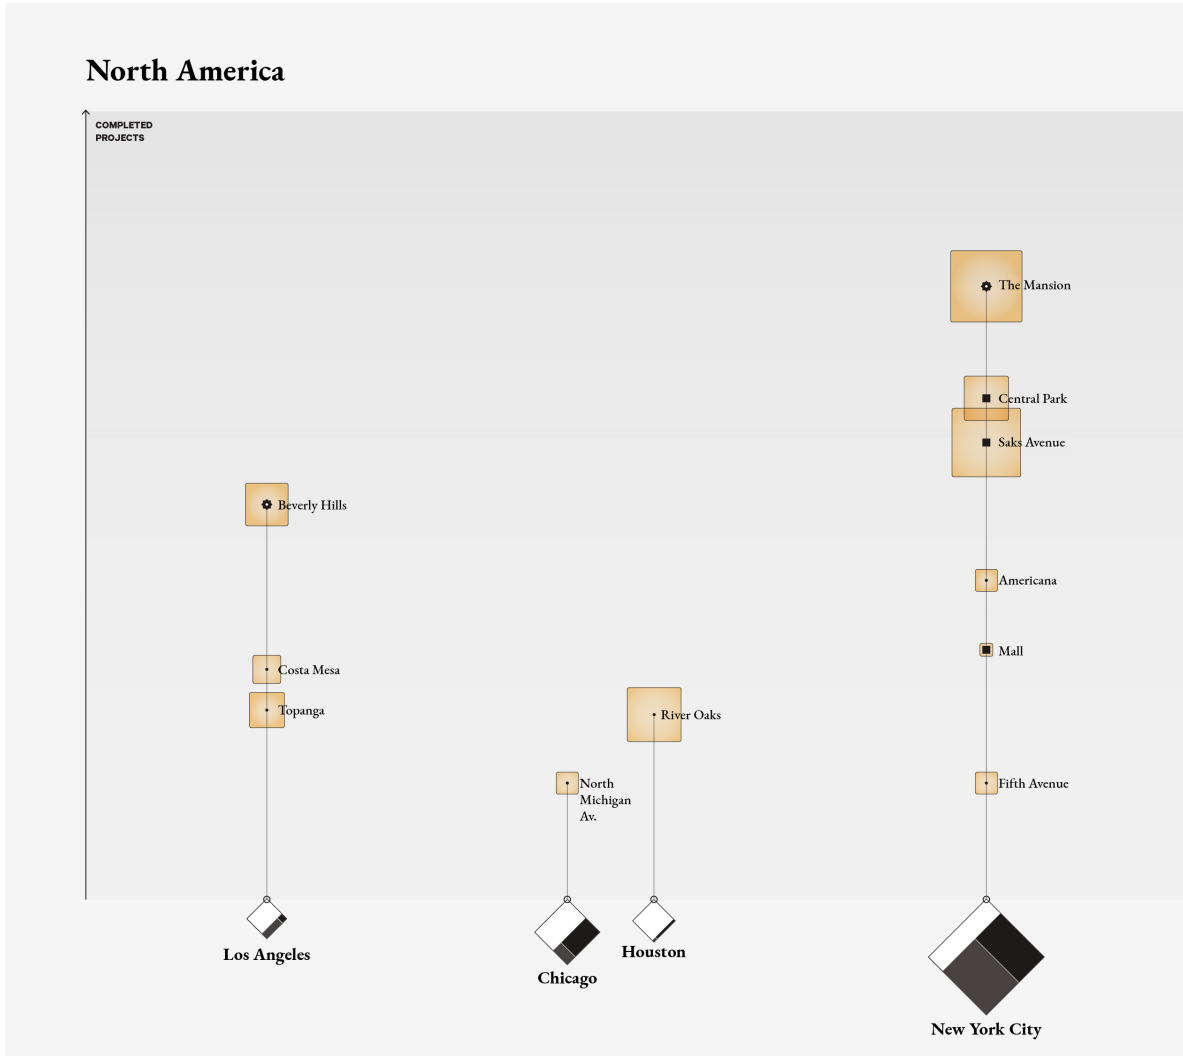 North America
COMPLETED
PROJECTS
The Mansion
Central Park
Saks Avenue
Beverly Hills
Americana
Mall
Costa Mesa
Topanga
River Oaks
North
Michigan
Av.
Fifth Avenue
Los Angeles
Chicago
Houston
New York City